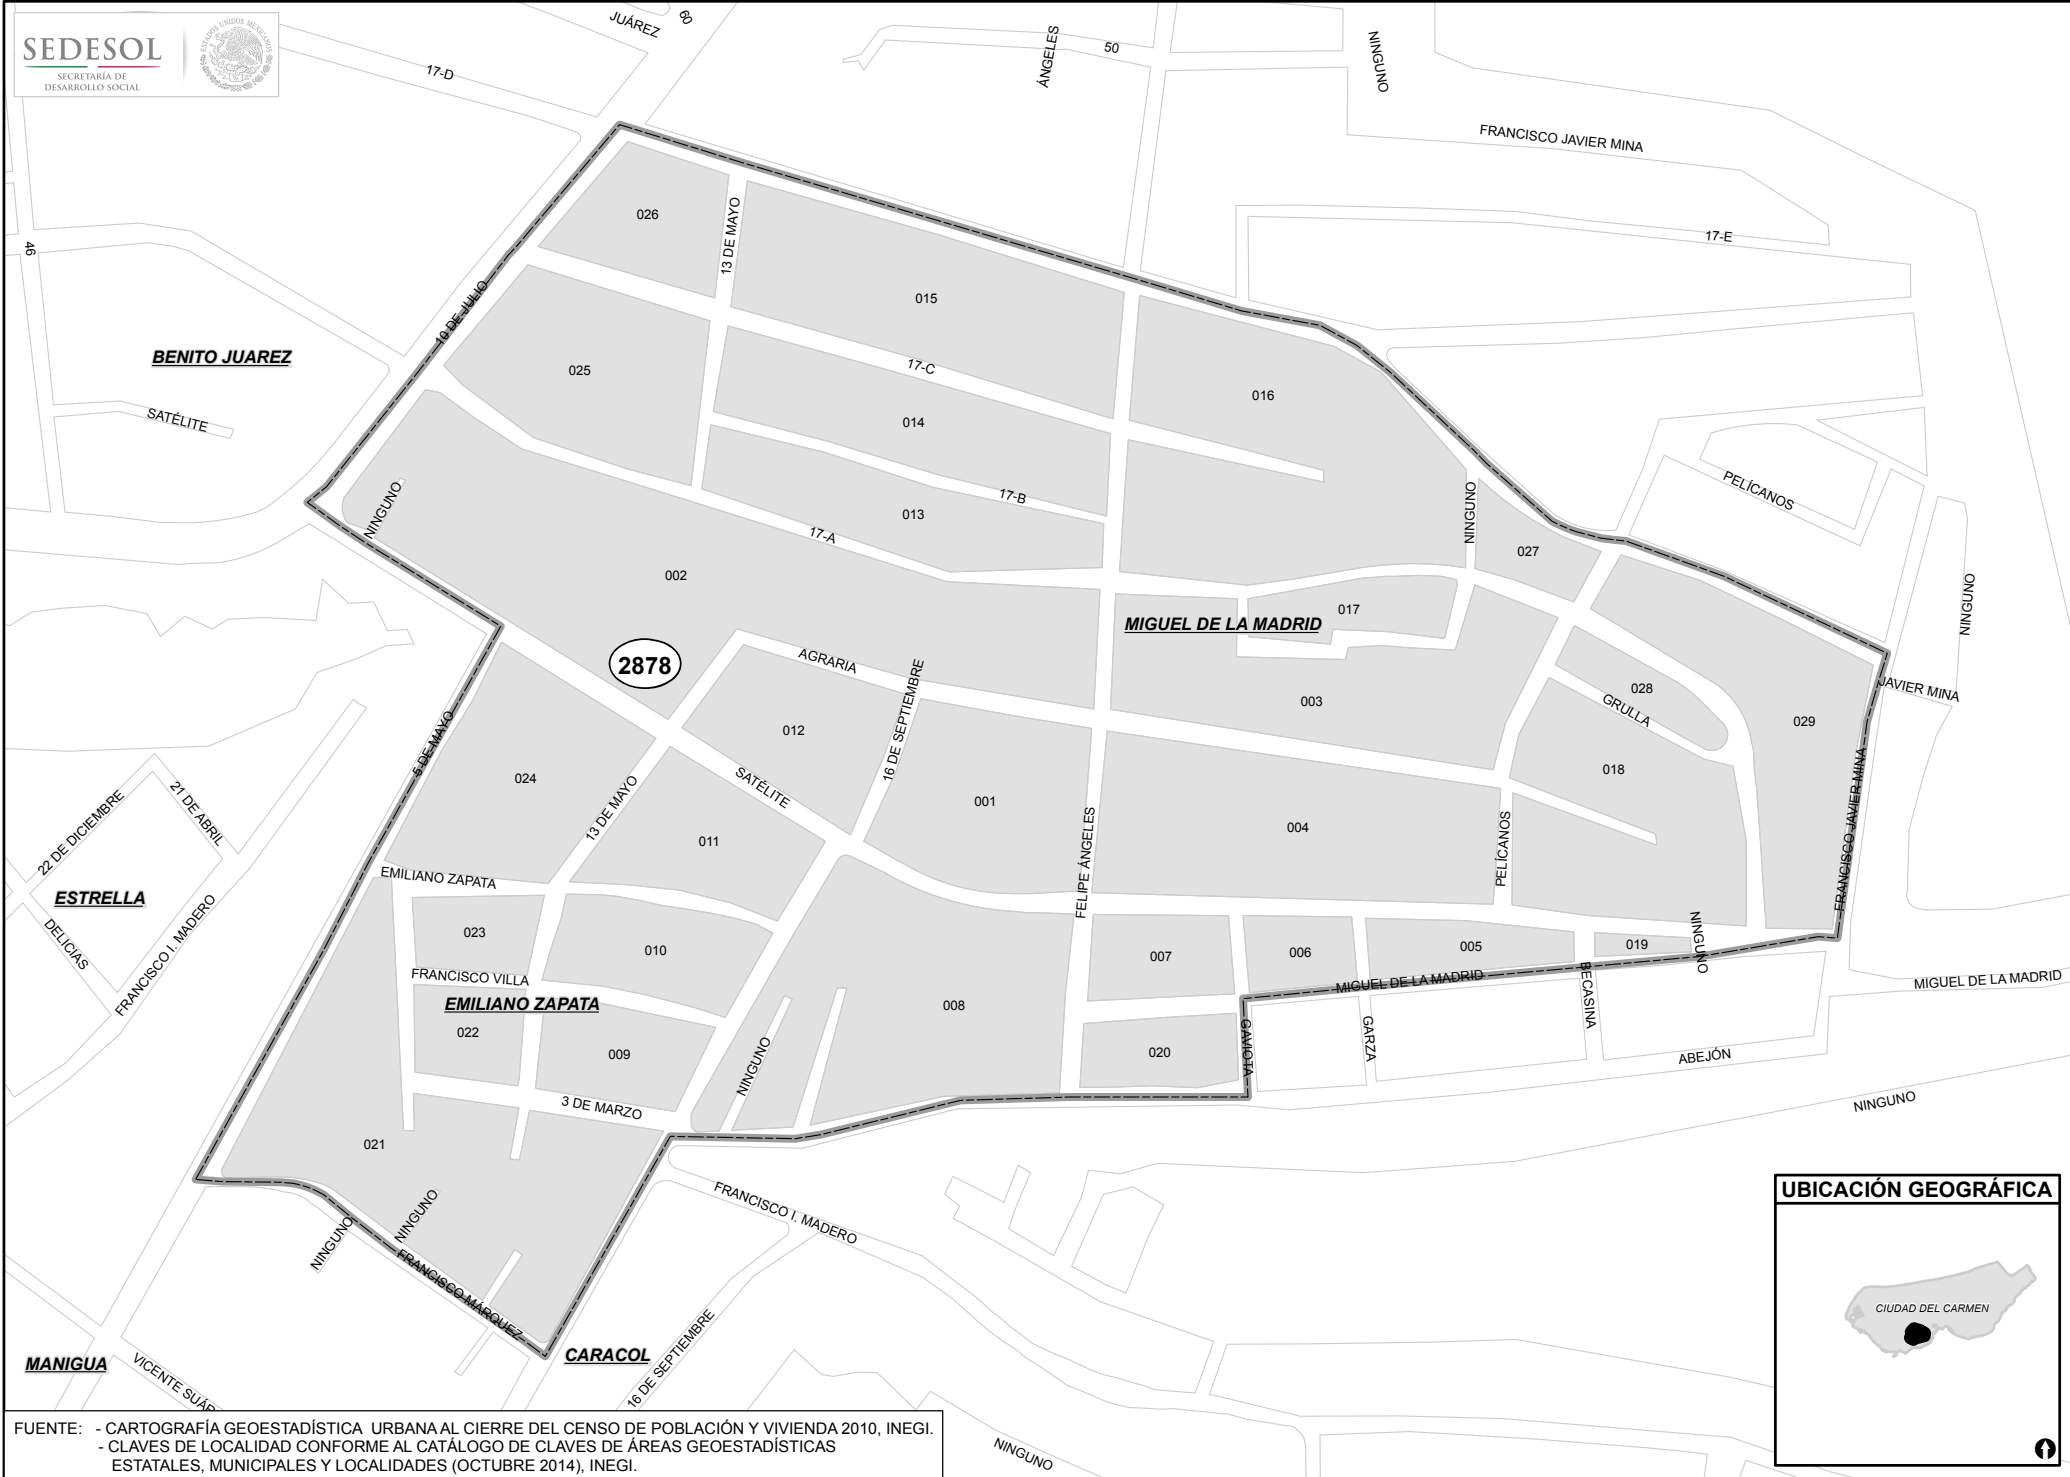 SEDESOL
SECRETARÍA DE
DESARROLLO SOCIAL
ESTADOS UNIDOS MEXICANOS
JUÁREZ
60
17-D
ÁNGELES
50
NINGUNO
FRANCISCO JAVIER MINA
17-E
46
026
13 DE MAYO
015
10 DE JULIO
BENITO JUAREZ
025
17-C
016
SATÉLITE
014
NINGUNO
17-B
013
17-A
NINGUNO
PELÍCANOS
027
002
NINGUNO
017
MIGUEL DE LA MADRID
2878
AGRARIA
16 DE SEPTIEMBRE
003
028
GRULLA
JAVIER MINA
012
029
5 DE MAYO
024
SATÉLITE
018
21 DE ABRIL
22 DE DICIEMBRE
13 DE MAYO
001
FELIPE ÁNGELES
004
PELÍCANOS
FRANCISCO JAVIER MINA
011
EMILIANO ZAPATA
ESTRELLA
DELICIAS
FRANCISCO I. MADERO
023
010
007
006
005
019
NINGUNO
FRANCISCO VILLA
EMILIANO ZAPATA
MIGUEL DE LA MADRID
MIGUEL DE LA MADRID
BECASINA
008
022
009
NINGUNO
020
GAVIOTA
GARZA
ABEJÓN
3 DE MARZO
NINGUNO
021
NINGUNO
NINGUNO
FRANCISCO MÁRQUEZ
FRANCISCO I. MADERO
16 DE SEPTIEMBRE
CARACOL
MANIGUA
VICENTE SUÁR
NINGUNO
UBICACIÓN GEOGRÁFICA
CIUDAD DEL CARMEN
FUENTE: - CARTOGRAFÍA GEOESTADÍSTICA URBANA AL CIERRE DEL CENSO DE POBLACIÓN Y VIVIENDA 2010, INEGI.
- CLAVES DE LOCALIDAD CONFORME AL CATÁLOGO DE CLAVES DE ÁREAS GEOESTADÍSTICAS
ESTATALES, MUNICIPALES Y LOCALIDADES (OCTUBRE 2014), INEGI.